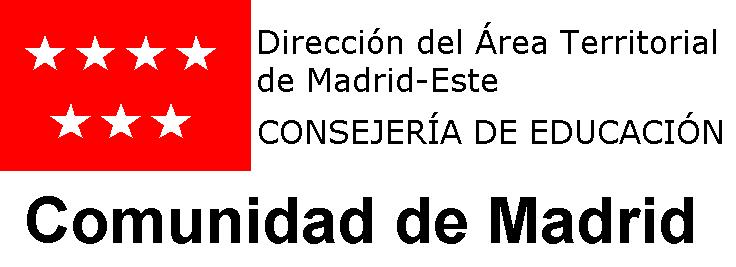 Dirección del Área Territorial
de Madrid-Este
CONSEJERÍA DE EDUCACIÓN
Comunidad de Madrid